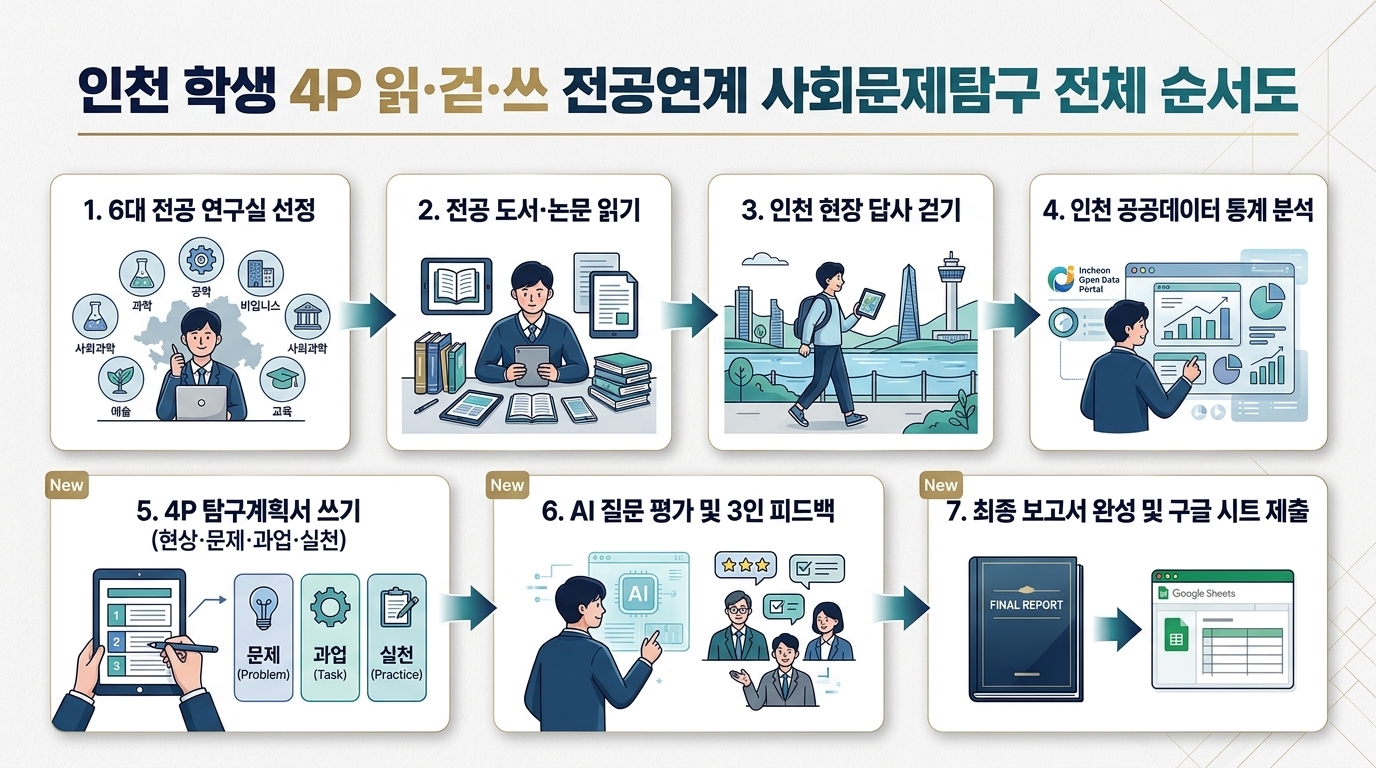 인천 학생 4P 읽·걷·쓰 전공연계 사회문제탐구 전체 순서도
1. 6대 전공 연구실 선정
공학
과학
비임니스
사회과학
사회과학
예술
교육
2. 전공 도서·논문 읽기
3. 인천 현장 답사 걷기
4. 인천 공공데이터 통계 분석
Incheon
Gpen Data
Pertal
New
5. 4P 탐구계획서 쓰기
(현상·문제·과업·실천)
1
2
3
문제
(Problem)
과업
(Task)
실천
(Practice)
New
6. AI 질문 평가 및 3인 피드백
AI
New
7. 최종 보고서 완성 및 구글 시트 제출
FINAL REPORT
Google Sheets